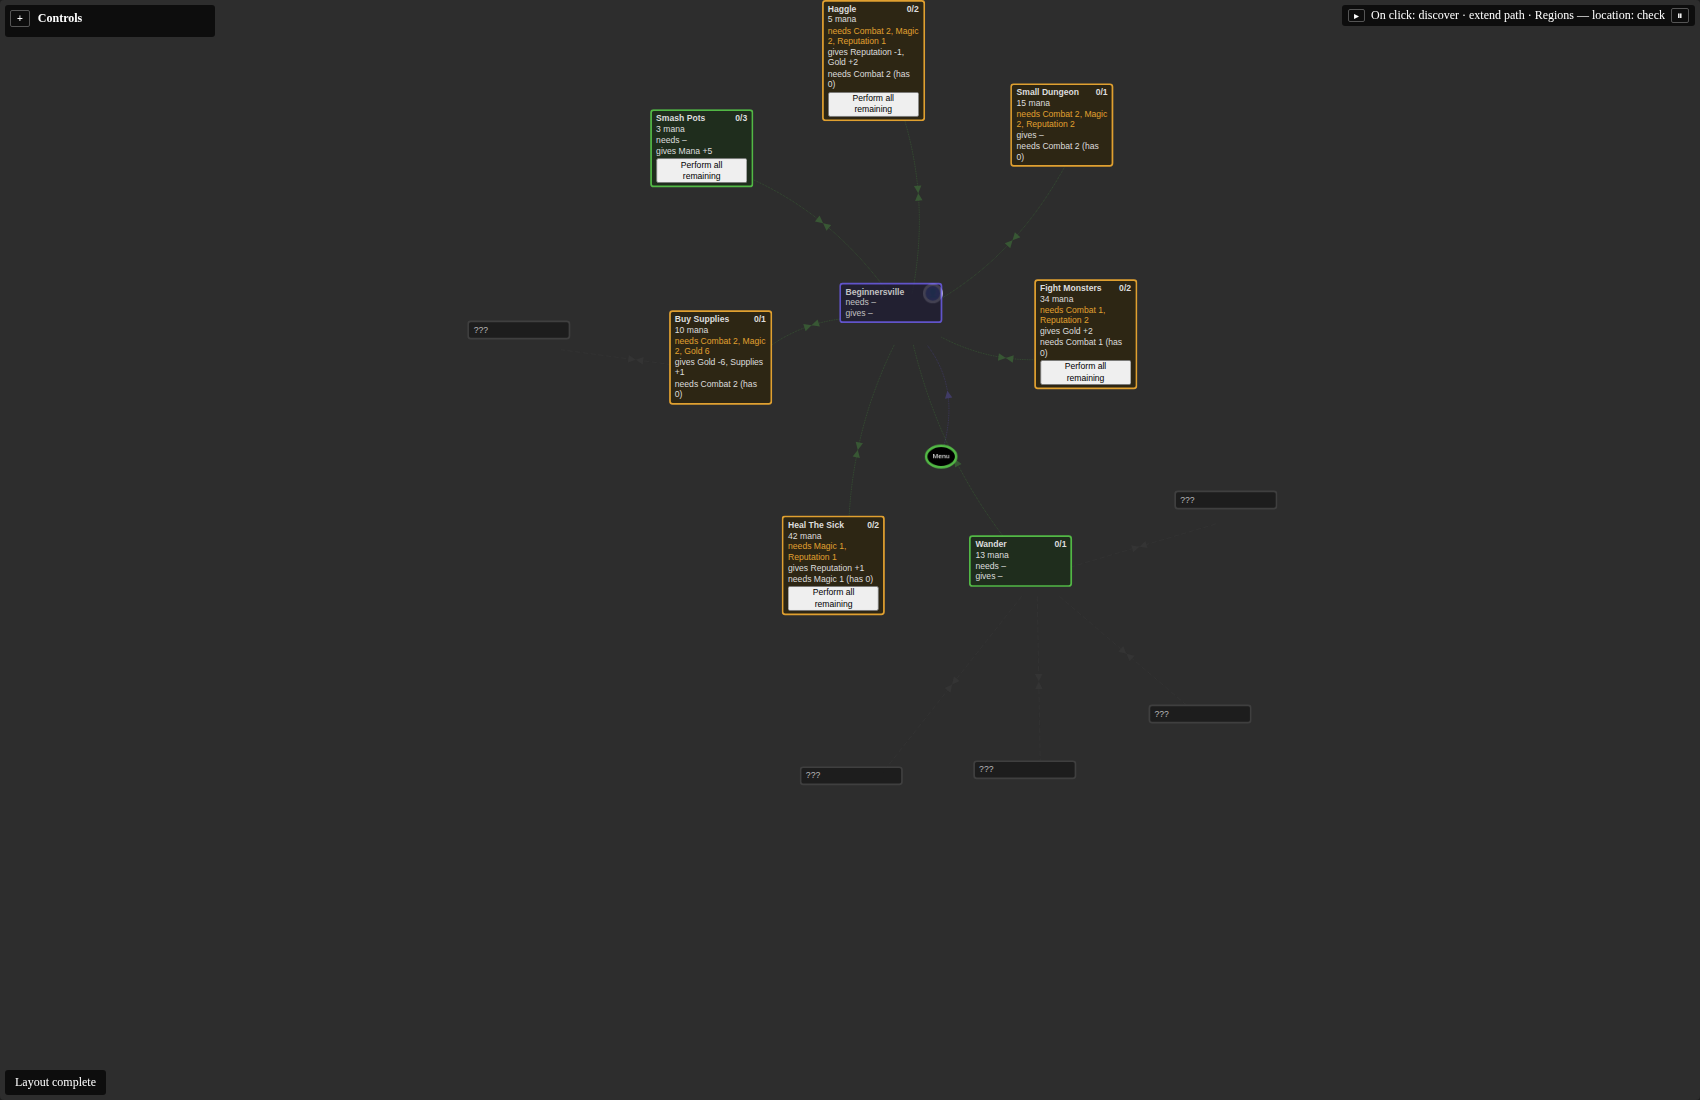 + Controls
▶ On click: discover · extend path · Regions — location: check ⏸
Haggle 0/2
5 mana
needs Combat 2, Magic
2, Reputation 1
gives Reputation -1,
Gold +2
needs Combat 2 (has
0)
Perform all
remaining
Small Dungeon 0/1
15 mana
needs Combat 2, Magic
2, Reputation 2
gives –
needs Combat 2 (has
0)
Smash Pots 0/3
3 mana
needs –
gives Mana +5
Perform all
remaining
Beginnersville
needs –
gives –
Fight Monsters 0/2
34 mana
needs Combat 1,
Reputation 2
gives Gold +2
needs Combat 1 (has
0)
Perform all
remaining
Buy Supplies 0/1
10 mana
needs Combat 2, Magic
2, Gold 6
gives Gold -6, Supplies
+1
needs Combat 2 (has
0)
???
Menu
???
Heal The Sick 0/2
42 mana
needs Magic 1,
Reputation 1
gives Reputation +1
needs Magic 1 (has 0)
Perform all
remaining
Wander 0/1
13 mana
needs –
gives –
???
???
???
Layout complete